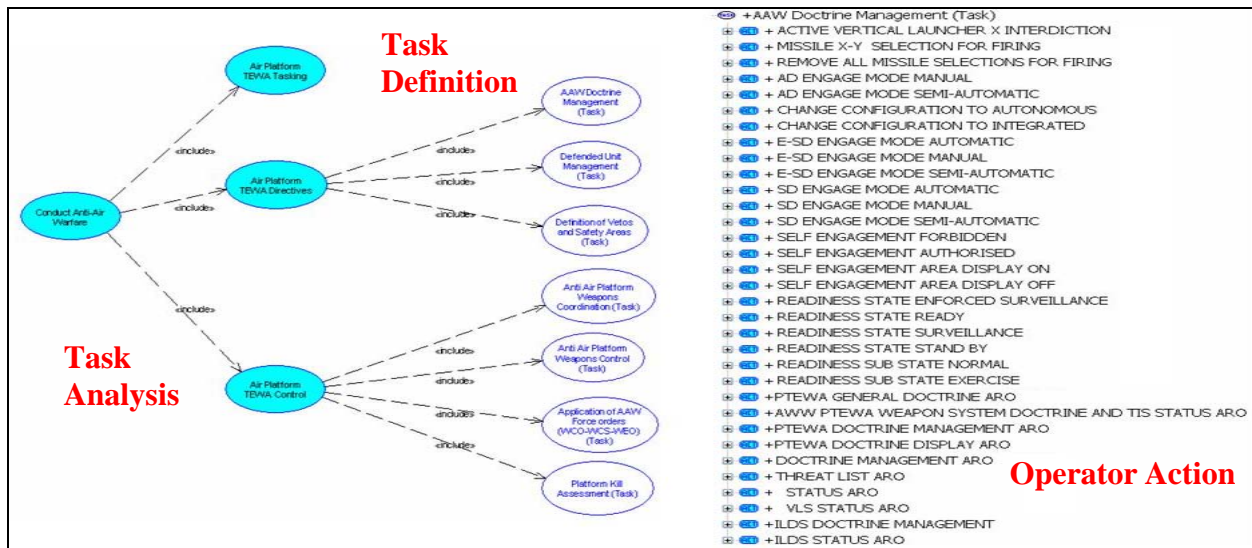 Task
Definition
Air Platform
TEWA Tasking
AAW Doctrine
Management
(Task)
«include»
«include»
«include»
Defended Unit
Management
(Task)
Air Platform
TEWA Directives
«include»
«include»
Conduct Anti-Air
Warfare
«include»
Definition of Vetos
and Safety Areas
(Task)
Anti Air Platform
Weapons
Coordination (Task)
«include»
«include»
Task
Analysis
Anti Air Platform
Weapons Control
(Task)
«include»
Air Platform
TEWA Control
«include»
Application of AAW
Force orders
(WCO-WCS-WEO)
(Task)
«include»
Platform Kill
Assessment (Task)
+AAW Doctrine Management (Task)
+ ACTIVE VERTICAL LAUNCHER X INTERDICTION
+ MISSILE X-Y SELECTION FOR FIRING
+ REMOVE ALL MISSILE SELECTIONS FOR FIRING
+ AD ENGAGE MODE MANUAL
+ AD ENGAGE MODE SEMI-AUTOMATIC
+ CHANGE CONFIGURATION TO AUTONOMOUS
+ CHANGE CONFIGURATION TO INTEGRATED
+ E-SD ENGAGE MODE AUTOMATIC
+ E-SD ENGAGE MODE MANUAL
+ E-SD ENGAGE MODE SEMI-AUTOMATIC
+ SD ENGAGE MODE AUTOMATIC
+ SD ENGAGE MODE MANUAL
+ SD ENGAGE MODE SEMI-AUTOMATIC
+ SELF ENGAGEMENT FORBIDDEN
+ SELF ENGAGEMENT AUTHORISED
+ SELF ENGAGEMENT AREA DISPLAY ON
+ SELF ENGAGEMENT AREA DISPLAY OFF
+ READINESS STATE ENFORCED SURVEILLANCE
+ READINESS STATE READY
+ READINESS STATE SURVEILLANCE
+ READINESS STATE STAND BY
+ READINESS SUB STATE NORMAL
+ READINESS SUB STATE EXERCISE
+PTEWA GENERAL DOCTRINE ARO
+AWW PTEWA WEAPON SYSTEM DOCTRINE AND TIS STATUS ARO
+PTEWA DOCTRINE MANAGEMENT ARO
+PTEWA DOCTRINE DISPLAY ARO
+DOCTRINE MANAGEMENT ARO
+THREAT LIST ARO
+ STATUS ARO
+ VLS STATUS ARO
+ILDS DOCTRINE MANAGEMENT
+ILDS STATUS ARO
Operator Action